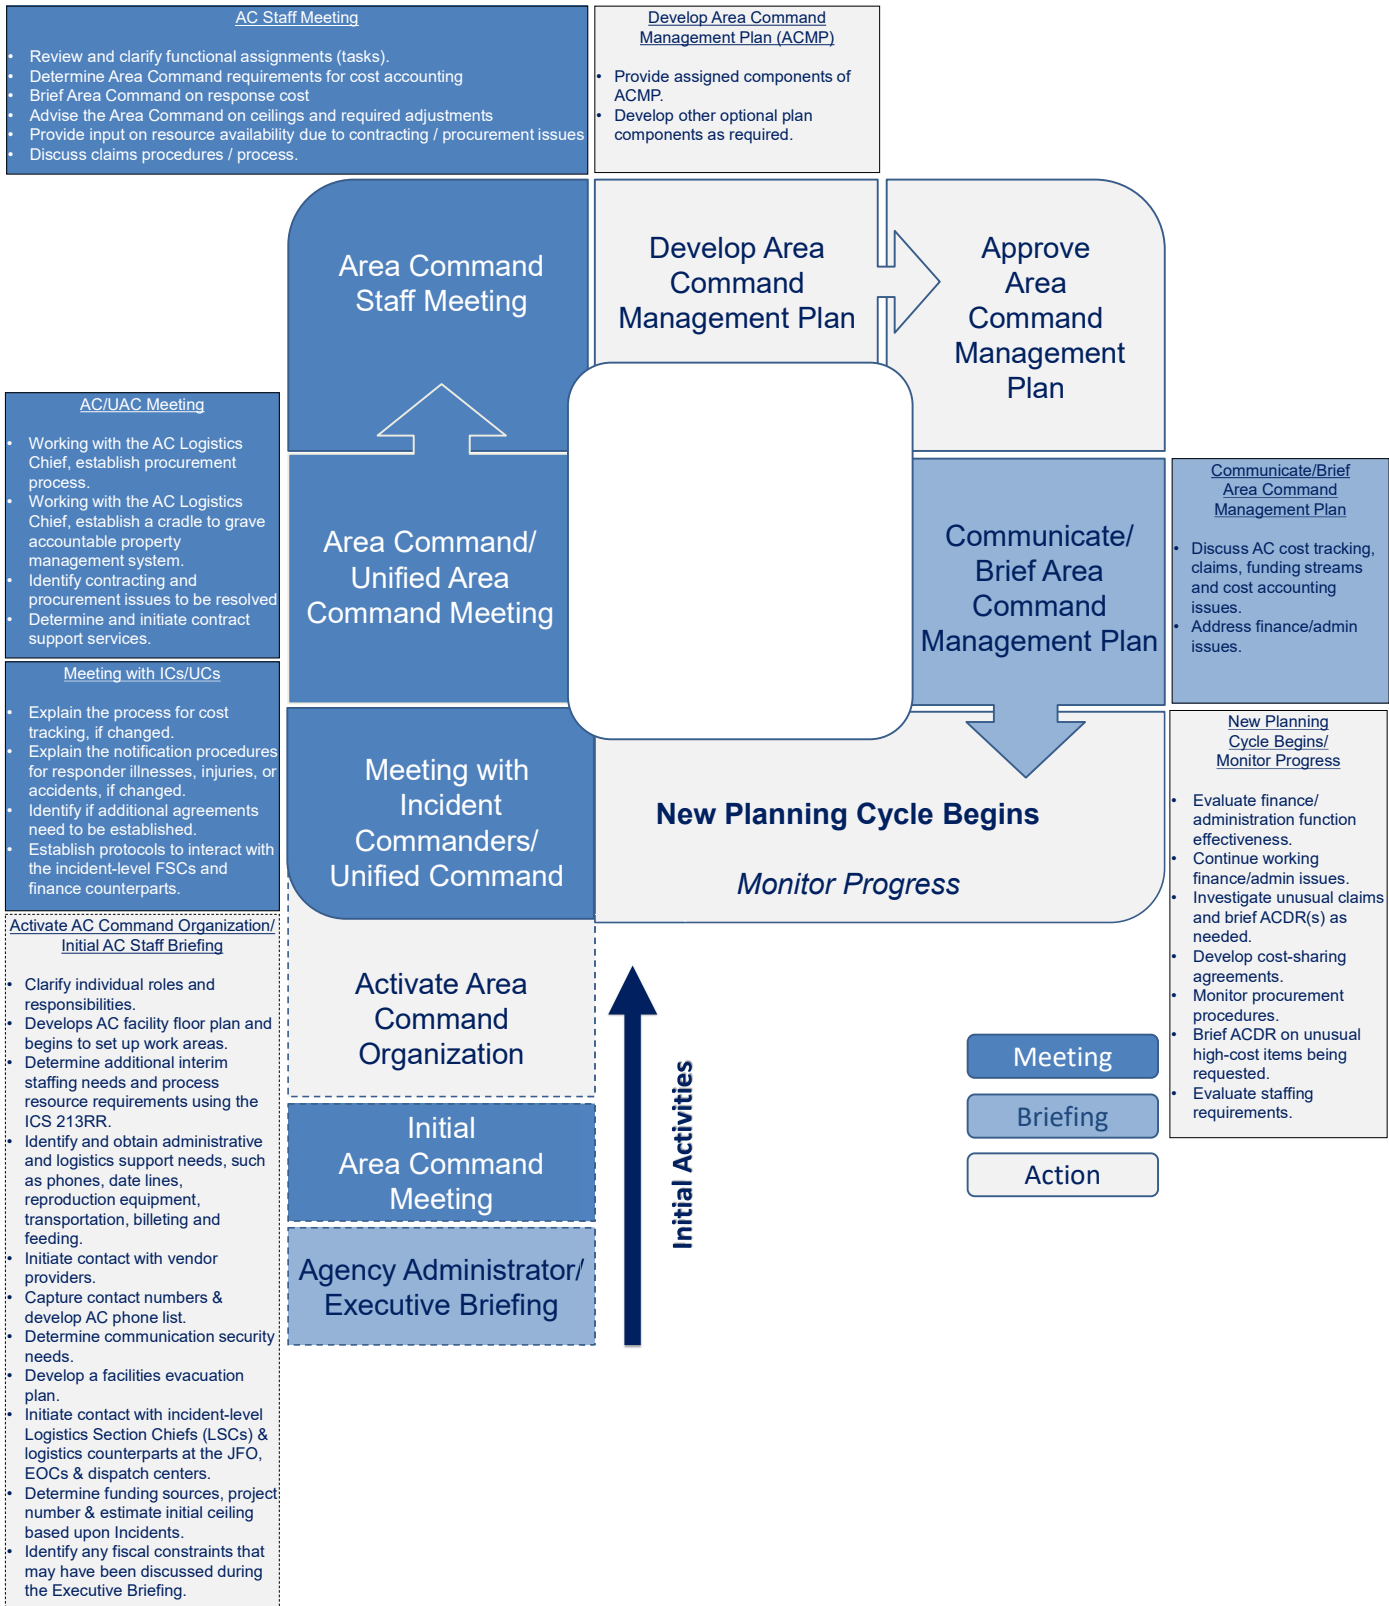 AC Staff Meeting
• Review and clarify functional assignments (tasks).
• Determine Area Command requirements for cost accounting
• Brief Area Command on response cost
• Advise the Area Command on ceilings and required adjustments
• Provide input on resource availability due to contracting / procurement issues
• Discuss claims procedures / process.
Develop Area Command
Management Plan (ACMP)
• Provide assigned components of
ACMP.
• Develop other optional plan
components as required.
Area Command
Staff Meeting
Develop Area
Command
Management Plan
Approve
Area
Command
Management
Plan
AC/UAC Meeting
• Working with the AC Logistics
Chief, establish procurement
process.
• Working with the AC Logistics
Chief, establish a cradle to grave
accountable property
management system.
• Identify contracting and
procurement issues to be resolved
• Determine and initiate contract
support services.
Area Command/
Unified Area
Command Meeting
Communicate/
Brief Area
Command
Management Plan
Communicate/Brief
Area Command
Management Plan
• Discuss AC cost tracking,
claims, funding streams
and cost accounting
issues.
• Address finance/admin
issues.
Meeting with ICs/UCs
• Explain the process for cost
tracking, if changed.
• Explain the notification procedures
for responder illnesses, injuries, or
accidents, if changed.
• Identify if additional agreements
need to be established.
• Establish protocols to interact with
the incident-level FSCs and
finance counterparts.
Meeting with
Incident
Commanders/
Unified Command
New Planning Cycle Begins
Monitor Progress
New Planning
Cycle Begins/
Monitor Progress
• Evaluate finance/
administration function
effectiveness.
• Continue working
finance/admin issues.
• Investigate unusual claims
and brief ACDR(s) as
needed.
• Develop cost-sharing
agreements.
• Monitor procurement
procedures.
• Brief ACDR on unusual
high-cost items being
requested.
• Evaluate staffing
requirements.
Activate AC Command Organization/
Initial AC Staff Briefing
• Clarify individual roles and
responsibilities.
• Develops AC facility floor plan and
begins to set up work areas.
• Determine additional interim
staffing needs and process
resource requirements using the
ICS 213RR.
• Identify and obtain administrative
and logistics support needs, such
as phones, date lines,
reproduction equipment,
transportation, billeting and
feeding.
• Initiate contact with vendor
providers.
• Capture contact numbers &
develop AC phone list.
• Determine communication security
needs.
• Develop a facilities evacuation
plan.
• Initiate contact with incident-level
Logistics Section Chiefs (LSCs) &
logistics counterparts at the JFO,
EOCs & dispatch centers.
• Determine funding sources, project
number & estimate initial ceiling
based upon Incidents.
• Identify any fiscal constraints that
may have been discussed during
the Executive Briefing.
Activate Area
Command
Organization
Initial
Area Command
Meeting
Agency Administrator/
Executive Briefing
Initial Activities
Meeting
Briefing
Action